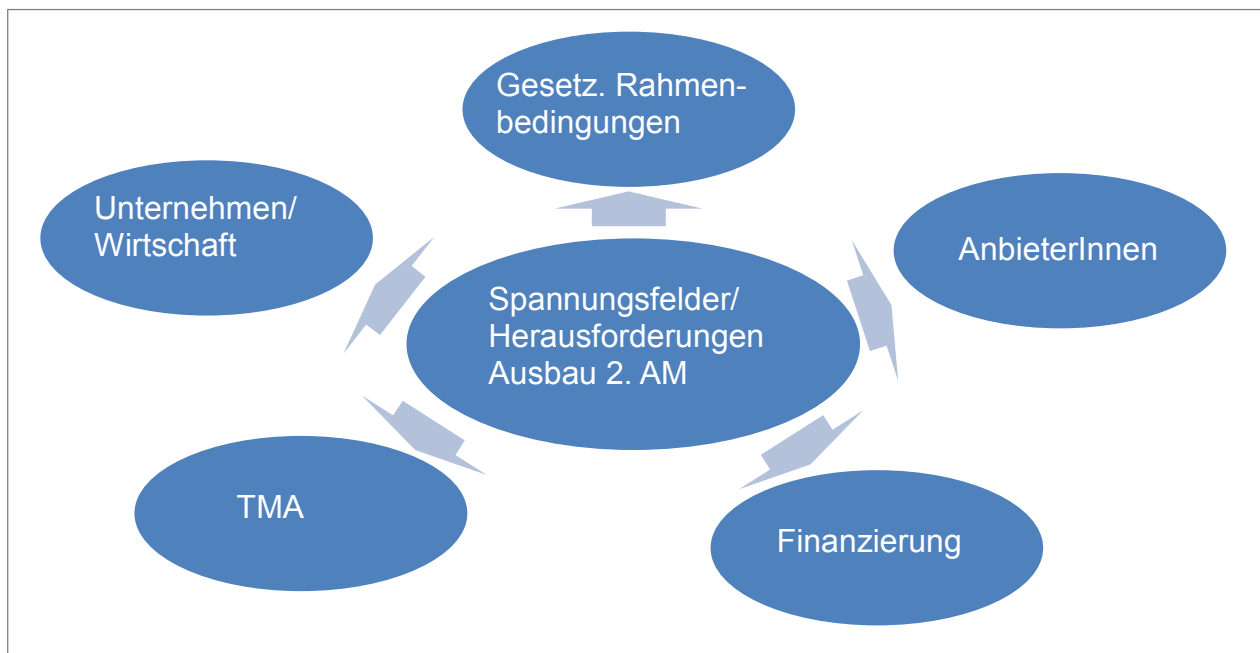 Gesetz. Rahmen-
bedingungen
Unternehmen/
Wirtschaft
AnbieterInnen
Spannungsfelder/
Herausforderungen
Ausbau 2. AM
TMA
Finanzierung